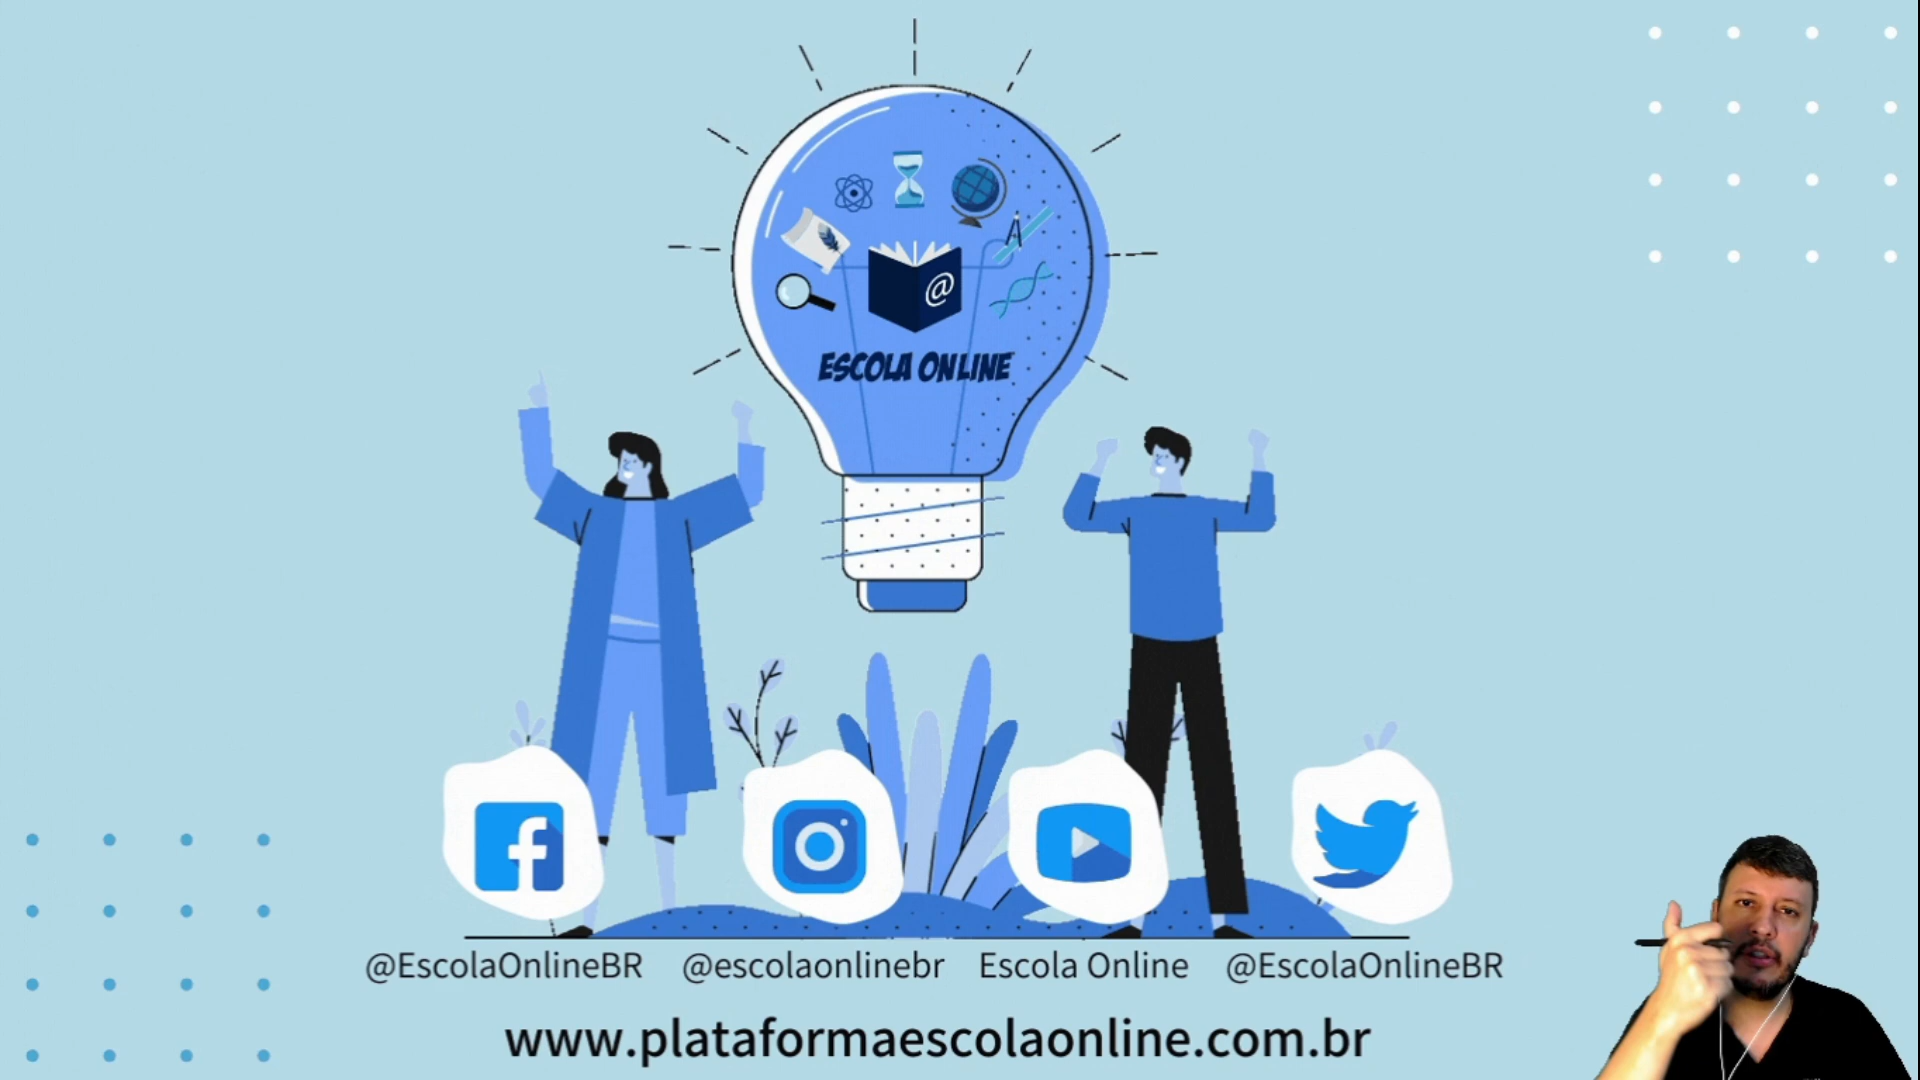 @
ESCOLA ONLINE
@EscolaOnlineBR
@escolaonlinebr
Escola Online
@EscolaOnlineBR
www.plataformaescolaonline.com.br